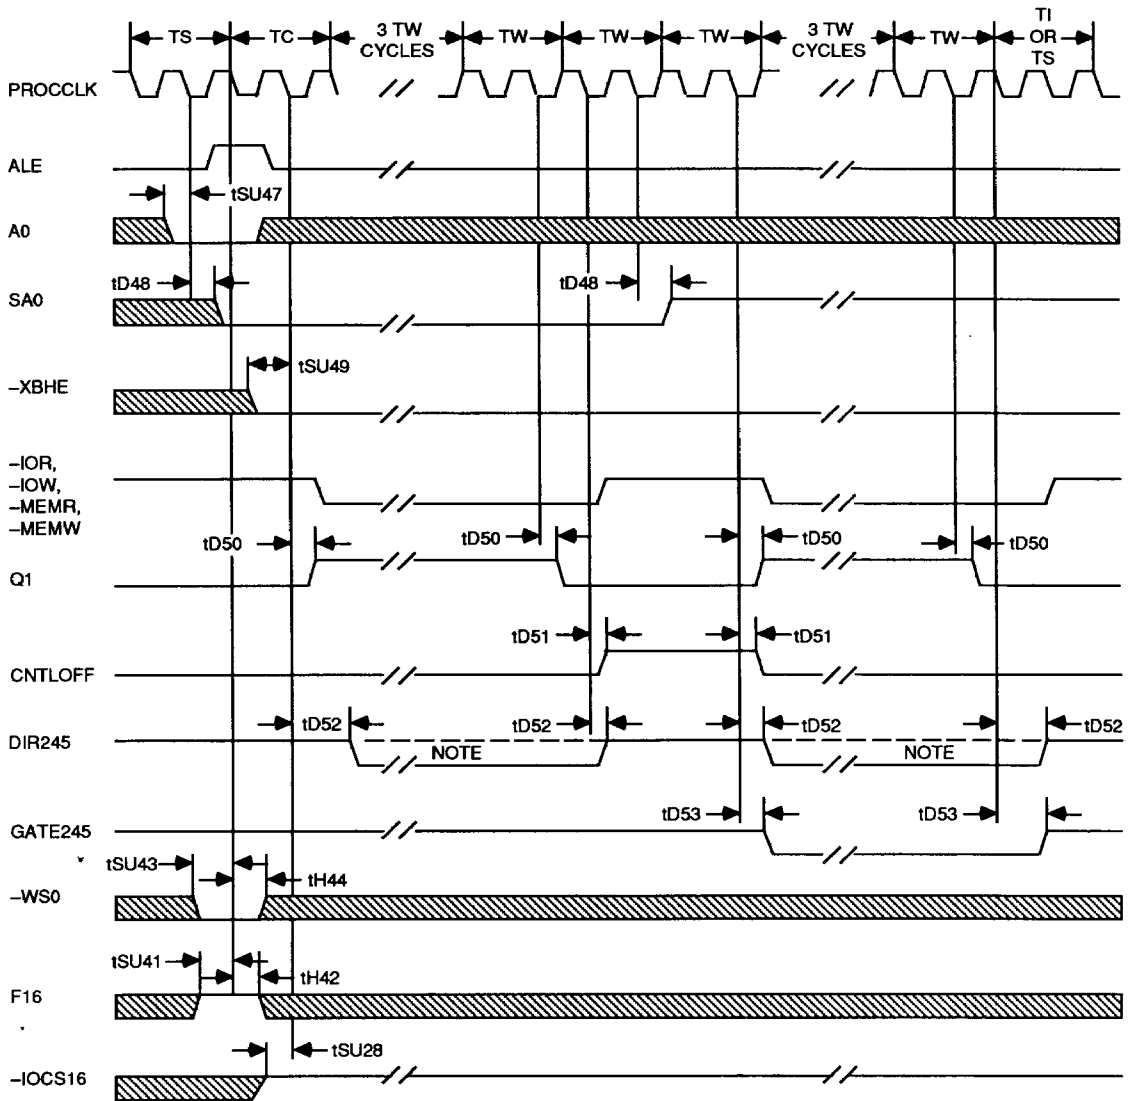 TS
TC
3 TW
CYCLES
TW
TW
TW
3 TW
CYCLES
TW
TI
OR
TS
PROCCLK
ALE
tSU47
A0
tD48
tD48
SA0
tSU49
–XBHE
–IOR,
–IOW,
–MEMR,
–MEMW
tD50
tD50
tD50
tD50
Q1
tD51
tD51
CNTLOFF
tD52
tD52
tD52
tD52
DIR245
NOTE
NOTE
tD53
tD53
GATE245
tSU43
tH44
–WS0
tSU41
tH42
F16
tSU28
–IOCS16